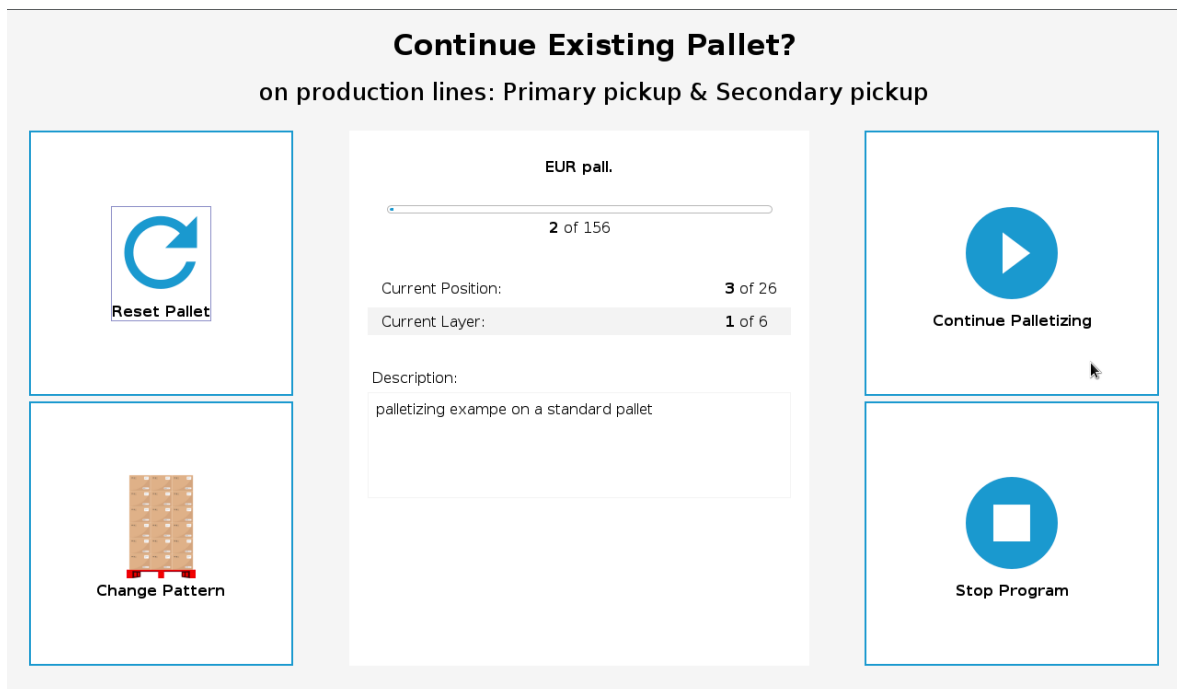 Continue Existing Pallet?
on production lines: Primary pickup & Secondary pickup
Reset Pallet
Change Pattern
EUR pall.
2 of 156
Current Position: 3 of 26
Current Layer: 1 of 6
Description:
palletizing exampe on a standard pallet
Continue Palletizing
Stop Program